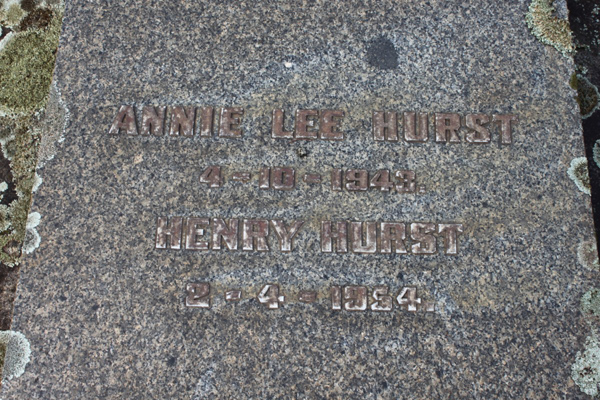 ANNIE LEE HURST
4-10-1943.
HENRY HURST
2-4-1984.